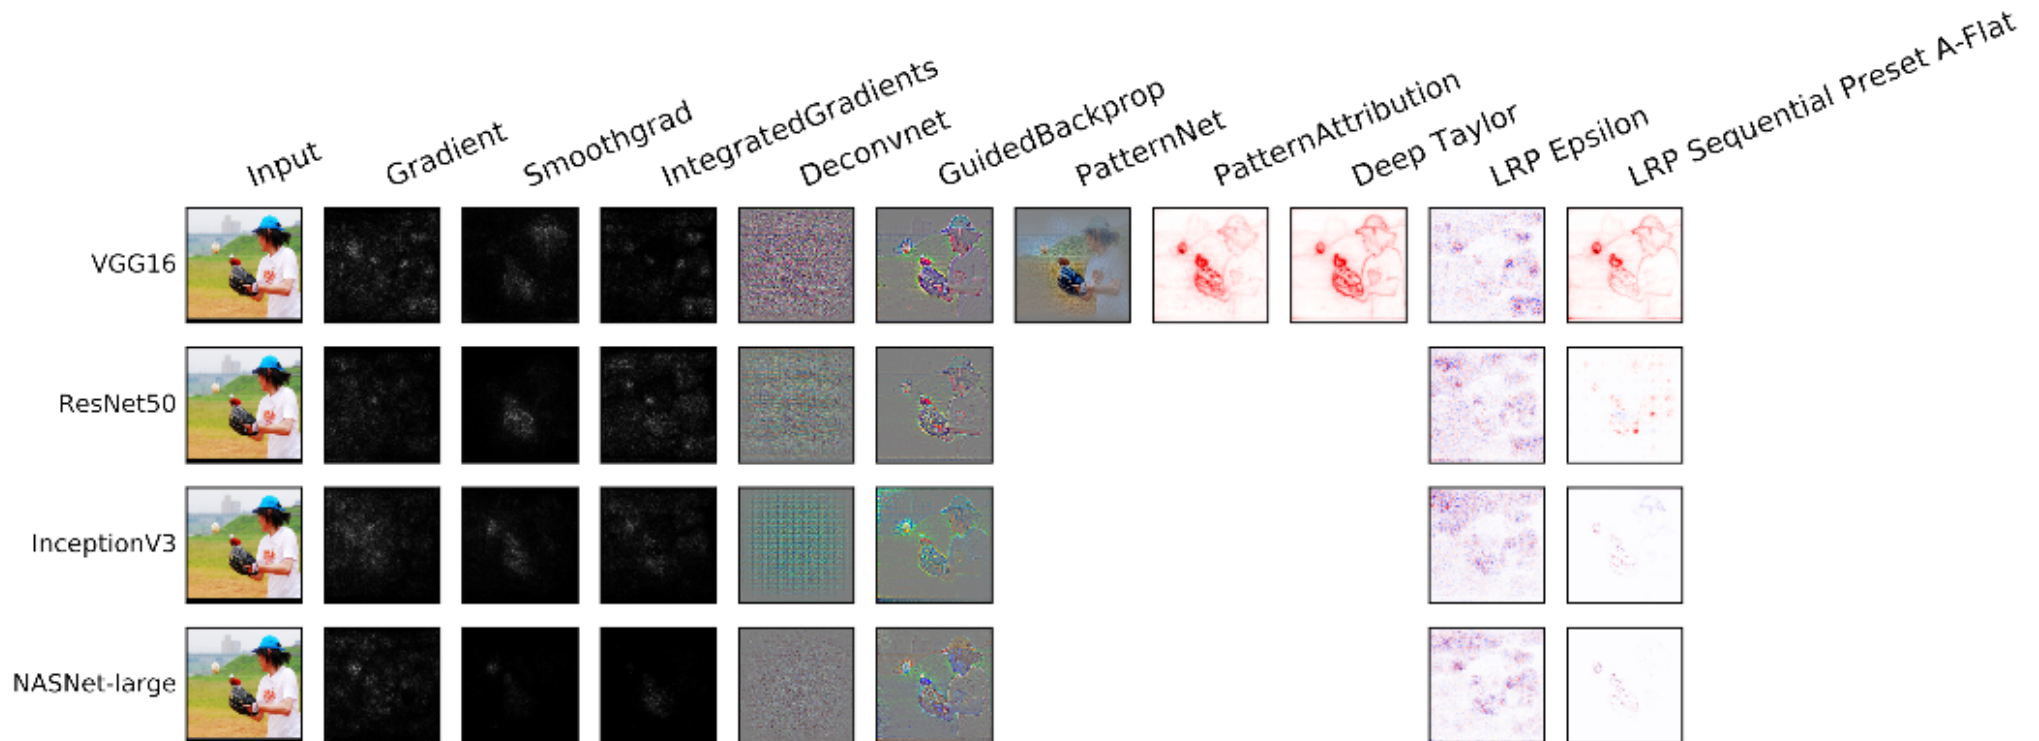 Input
Gradient
Smoothgrad
IntegratedGradients
Deconvnet
GuidedBackprop
PatternNet
PatternAttribution
Deep Taylor
LRP Epsilon
LRP Sequential Preset A-Flat
VGG16
ResNet50
InceptionV3
NASNet-large